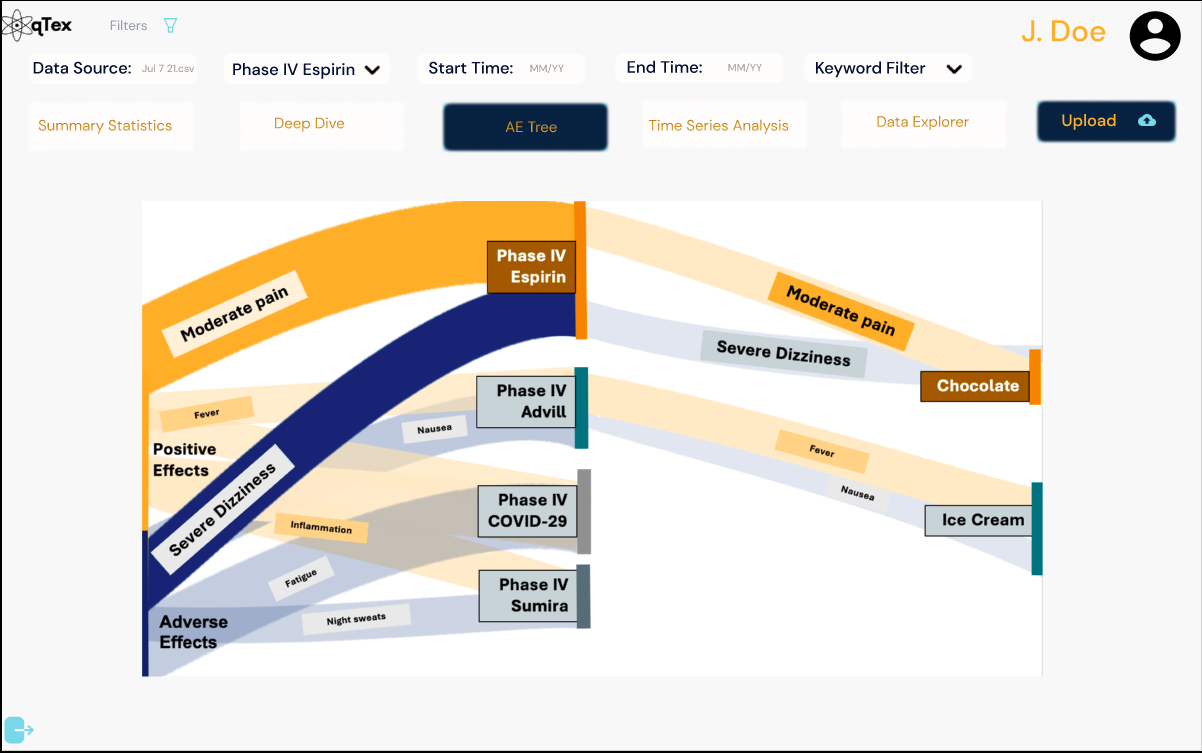 qTex
Filters
J. Doe
Data Source: Jul 7 21.csv
Phase IV Espirin
Start Time: MM/YY
End Time: MM/YY
Keyword Filter
Summary Statistics
Deep Dive
AE Tree
Time Series Analysis
Data Explorer
Upload
Moderate pain
Phase IV
Espirin
Moderate pain
Severe Dizziness
Chocolate
Fever
Phase IV
Advill
Nausea
Positive
Effects
Fever
Nausea
Severe Dizziness
Phase IV
COVID-29
Ice Cream
Inflammation
Fatigue
Phase IV
Sumira
Night sweats
Adverse
Effects